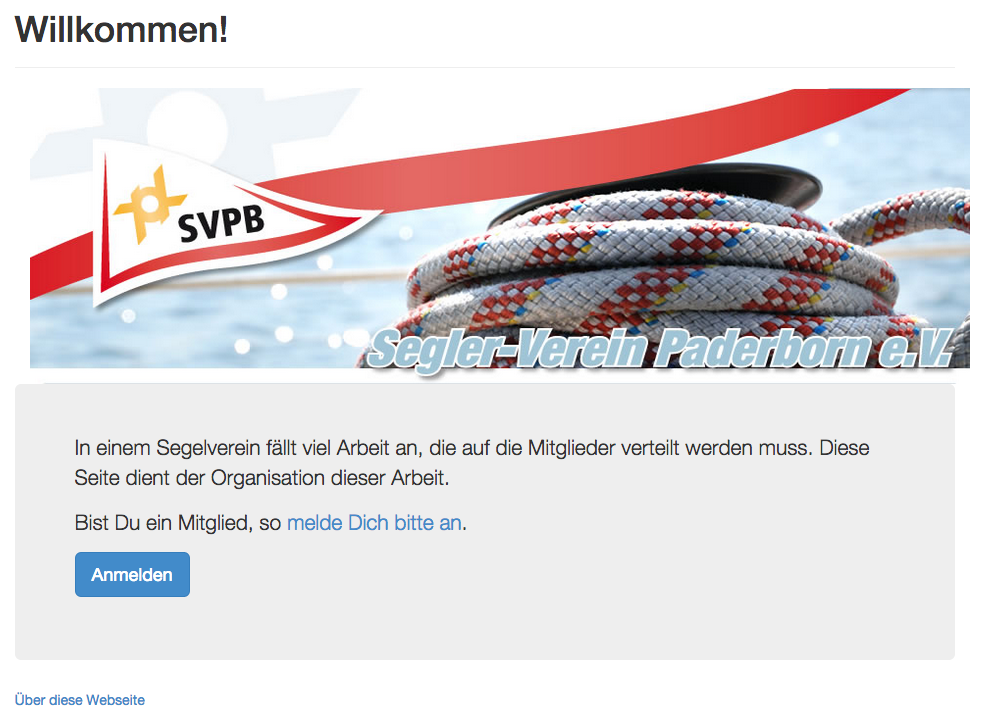 Willkommen!
SVPB
Segler-Verein Paderborn e.V.
In einem Segelverein fällt viel Arbeit an, die auf die Mitglieder verteilt werden muss. Diese
Seite dient der Organisation dieser Arbeit.
Bist Du ein Mitglied, so melde Dich bitte an.
Anmelden
Über diese Webseite